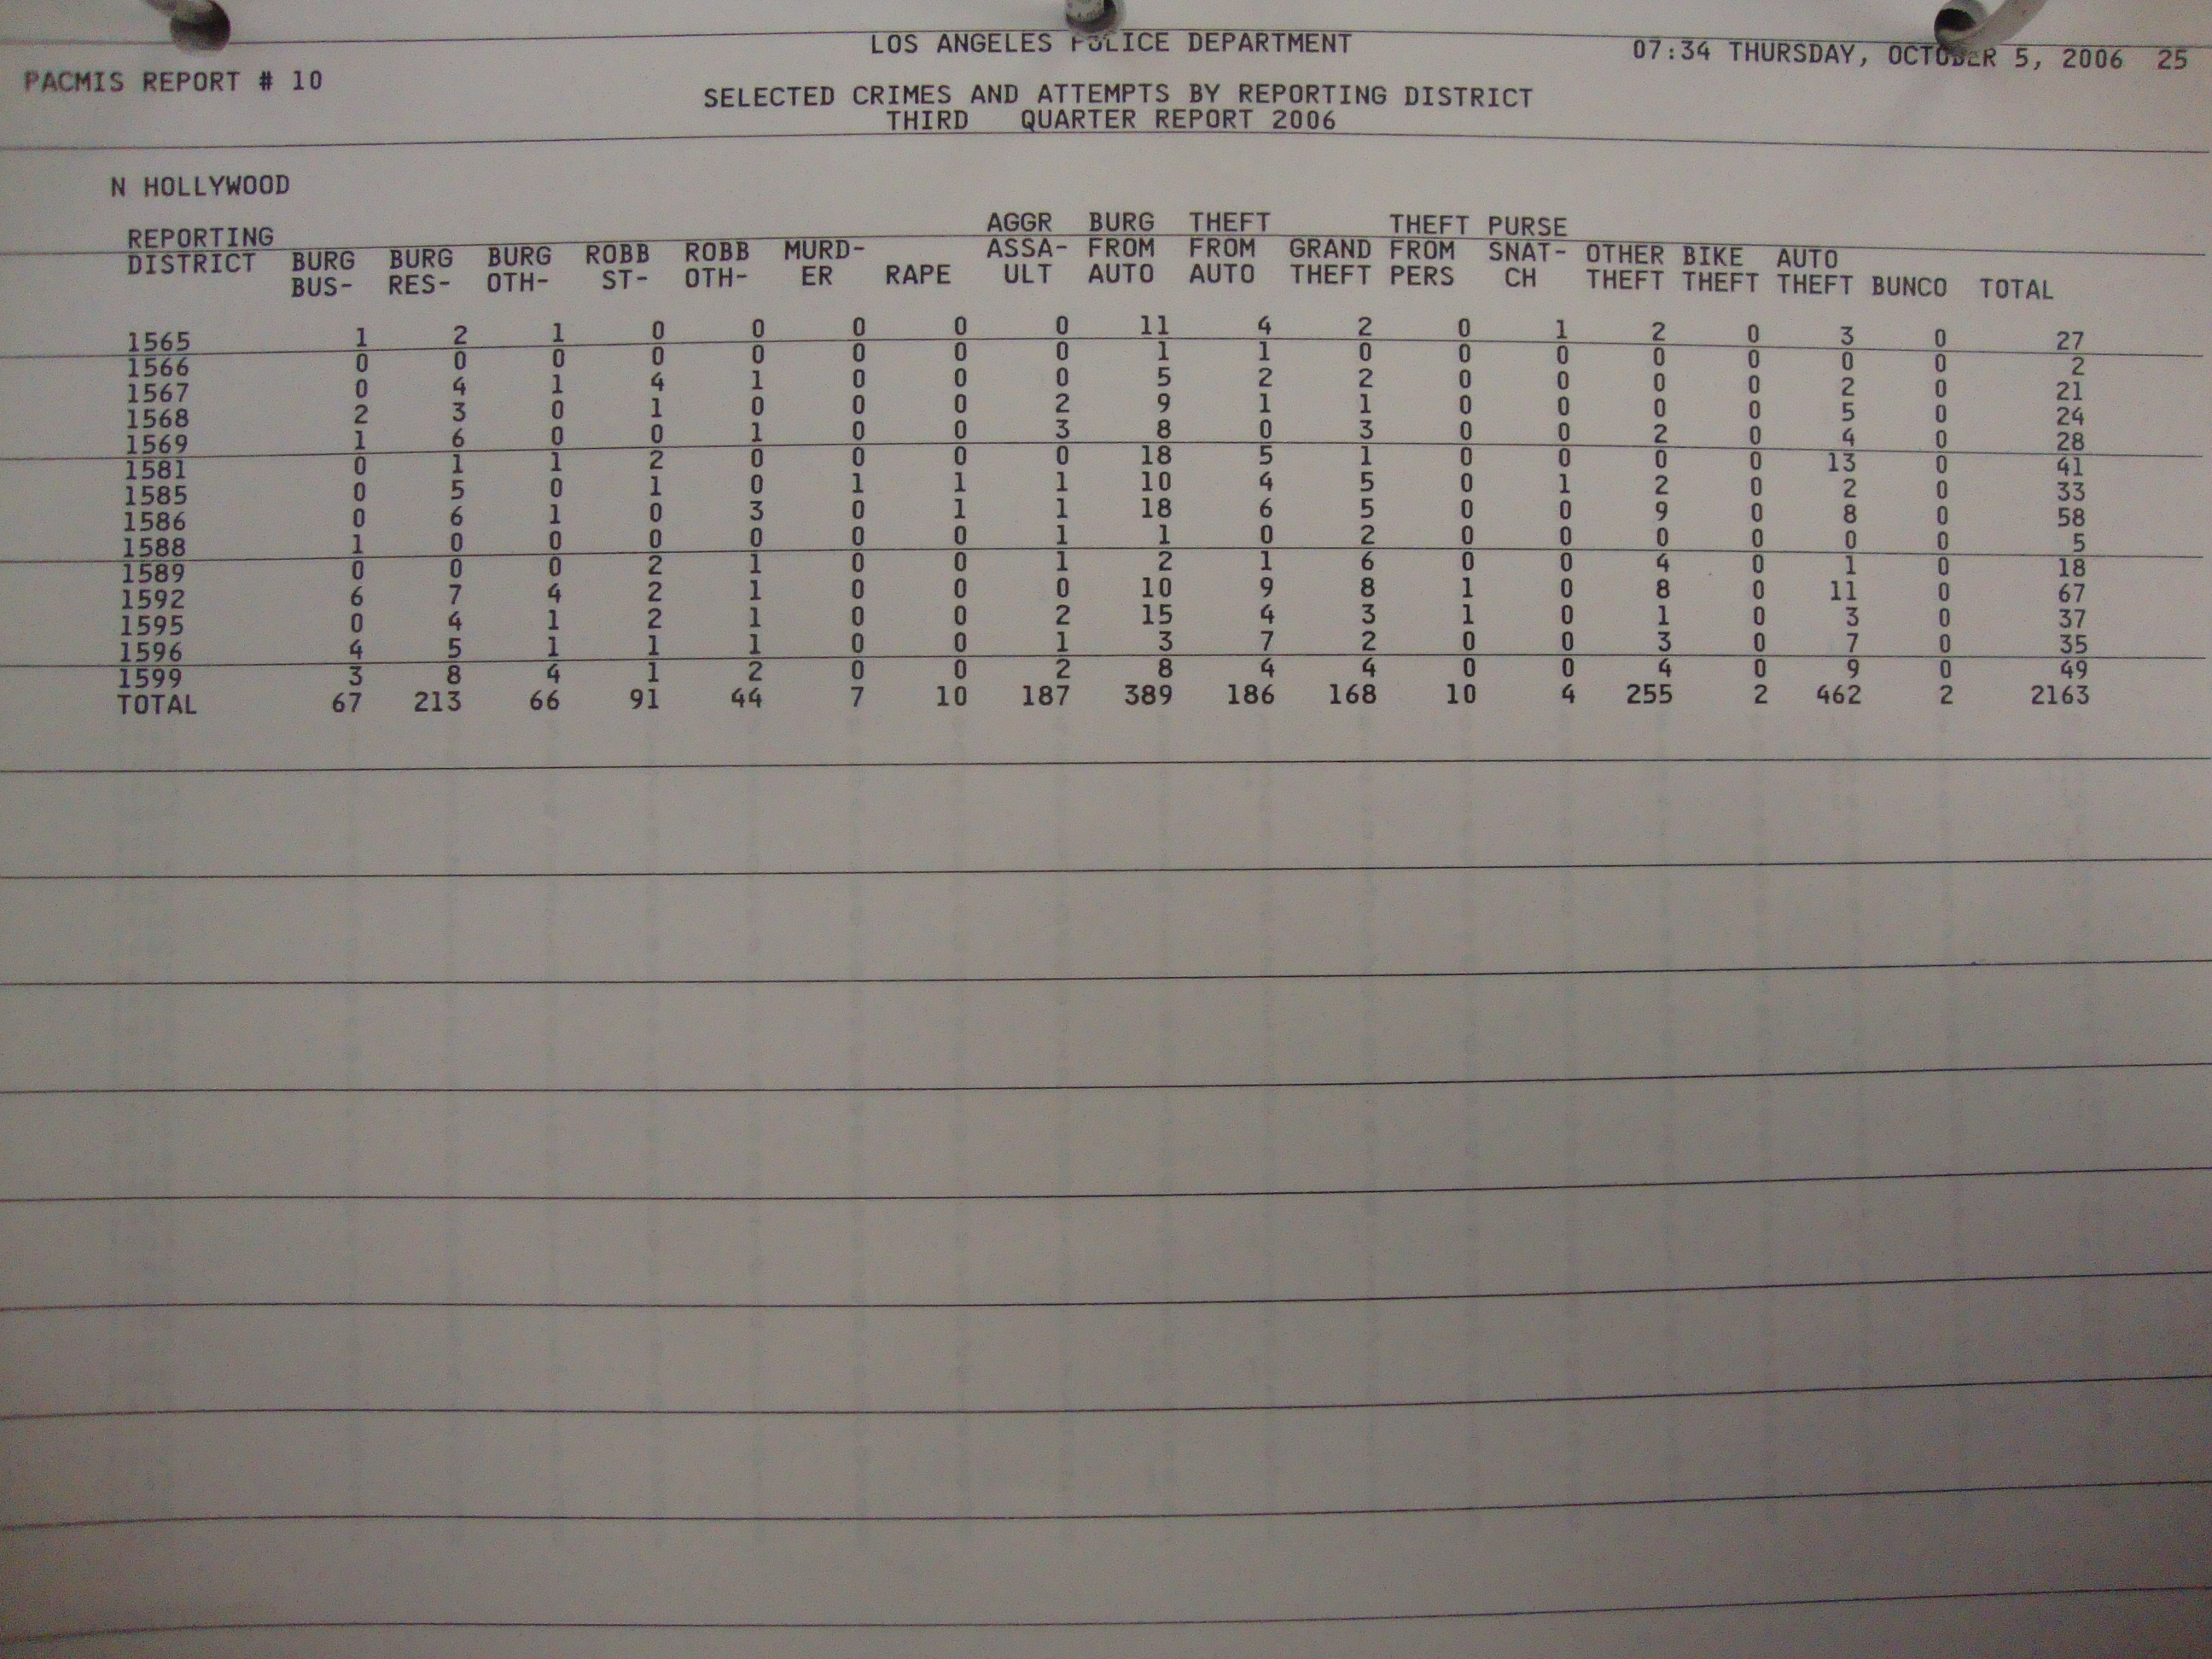 LOS ANGELES POLICE DEPARTMENT 07:34 THURSDAY, OCTOBER 5, 2006 25
PACMIS REPORT # 10
SELECTED CRIMES AND ATTEMPTS BY REPORTING DISTRICT
THIRD QUARTER REPORT 2006
N HOLLYWOOD
AGGR BURG THEFT THEFT PURSE
REPORTING BURG BURG BURG ROBB ROBB MURD- ASSA- FROM FROM GRAND FROM SNAT- OTHER BIKE AUTO
DISTRICT BUS- RES- OTH- ST- OTH- ER RAPE ULT AUTO AUTO THEFT PERS CH THEFT THEFT THEFT BUNCO TOTAL
1565 1 2 1 0 0 0 0 0 11 4 2 0 1 2 0 3 0 27
1566 0 0 0 0 0 0 0 0 1 1 0 0 0 0 0 0 0 2
1567 0 4 1 4 1 0 0 0 5 2 2 0 0 0 0 2 0 21
1568 2 3 0 1 0 0 0 2 9 1 1 0 0 0 0 5 0 24
1569 1 6 0 0 1 0 0 3 8 0 3 0 0 2 0 4 0 28
1581 0 1 1 2 0 0 0 0 18 5 1 0 0 0 0 13 0 41
1585 0 5 0 1 0 1 1 1 10 4 5 0 1 2 0 2 0 33
1586 0 6 1 0 3 0 1 1 18 6 5 0 0 9 0 8 0 58
1588 1 0 0 0 0 0 0 1 1 0 2 0 0 0 0 0 0 5
1589 0 0 0 2 1 0 0 1 2 1 6 0 0 4 0 1 0 18
1592 6 7 4 2 1 0 0 0 10 9 8 1 0 8 0 11 0 67
1595 0 4 1 2 1 0 0 2 15 4 3 1 0 1 0 3 0 37
1596 4 5 1 1 1 0 0 1 3 7 2 0 0 3 0 7 0 35
1599 3 8 4 1 2 0 0 2 8 4 4 0 0 4 0 9 0 49
TOTAL 67 213 66 91 44 7 10 187 389 186 168 10 4 255 2 462 2 2163